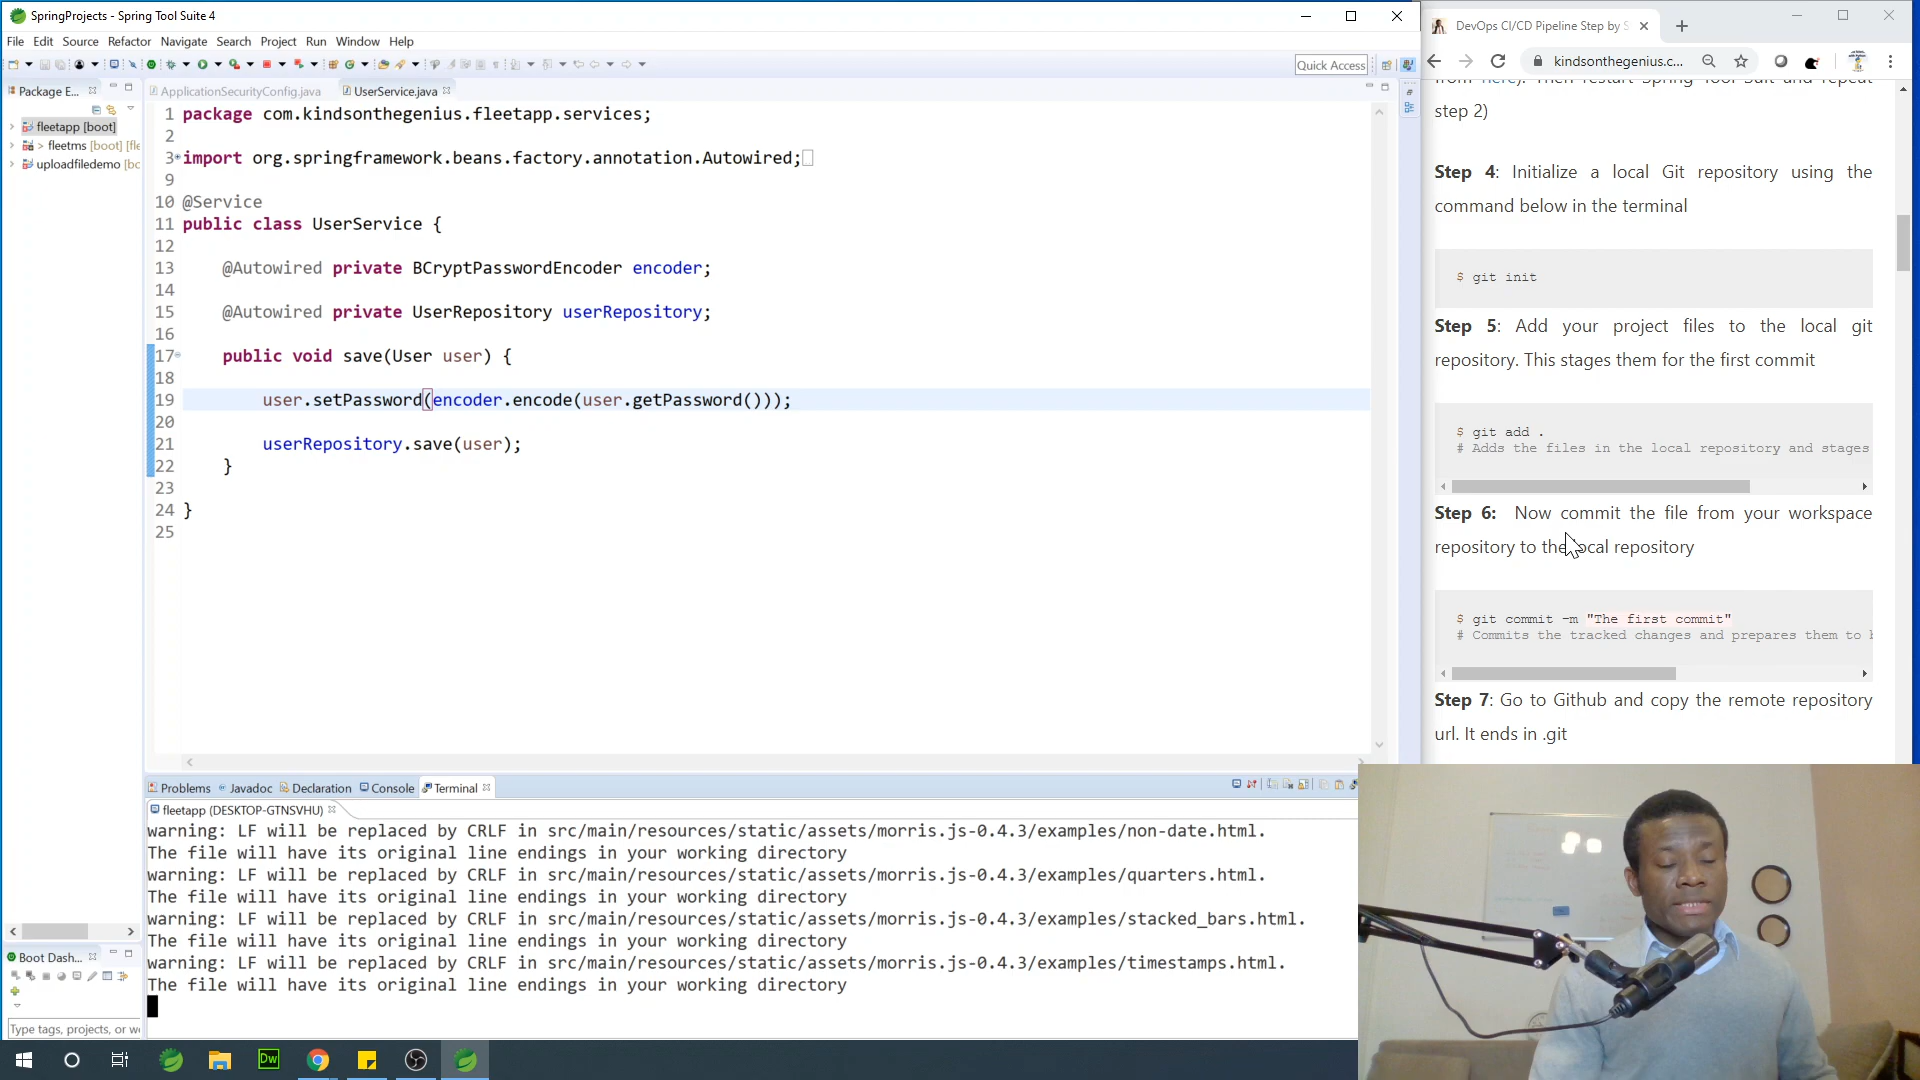 SpringProjects - Spring Tool Suite 4
File Edit Source Refactor Navigate Search Project Run Window Help
Quick Access
Package E...
fleetapp [boot]
> fleetms [boot] [fle
uploadfiledemo [bo
ApplicationSecurityConfig.java
UserService.java
1 package com.kindsonthegenius.fleetapp.services;
2
3 import org.springframework.beans.factory.annotation.Autowired;
9
10 @Service
11 public class UserService {
12
13 @Autowired private BCryptPasswordEncoder encoder;
14
15 @Autowired private UserRepository userRepository;
16
17 public void save(User user) {
18
19 user.setPassword(encoder.encode(user.getPassword()));
20
21 userRepository.save(user);
22 }
23
24 }
25
Problems Javadoc Declaration Console Terminal
fleetapp (DESKTOP-GTNSVHU)
warning: LF will be replaced by CRLF in src/main/resources/static/assets/morris.js-0.4.3/examples/non-date.html.
The file will have its original line endings in your working directory
warning: LF will be replaced by CRLF in src/main/resources/static/assets/morris.js-0.4.3/examples/quarters.html.
The file will have its original line endings in your working directory
warning: LF will be replaced by CRLF in src/main/resources/static/assets/morris.js-0.4.3/examples/stacked_bars.html.
The file will have its original line endings in your working directory
warning: LF will be replaced by CRLF in src/main/resources/static/assets/morris.js-0.4.3/examples/timestamps.html.
The file will have its original line endings in your working directory
Boot Dash...
Type tags, projects, or wo
Dw
DevOps CI/CD Pipeline Step by S
kindsonthegenius.c...
from here). Then restart Spring Tool Suit and repeat
step 2)
Step 4: Initialize a local Git repository using the
command below in the terminal
$ git init
Step 5: Add your project files to the local git
repository. This stages them for the first commit
$ git add .
# Adds the files in the local repository and stages
Step 6: Now commit the file from your workspace
repository to the local repository
$ git commit -m "The first commit"
# Commits the tracked changes and prepares them to
Step 7: Go to Github and copy the remote repository
url. It ends in .git